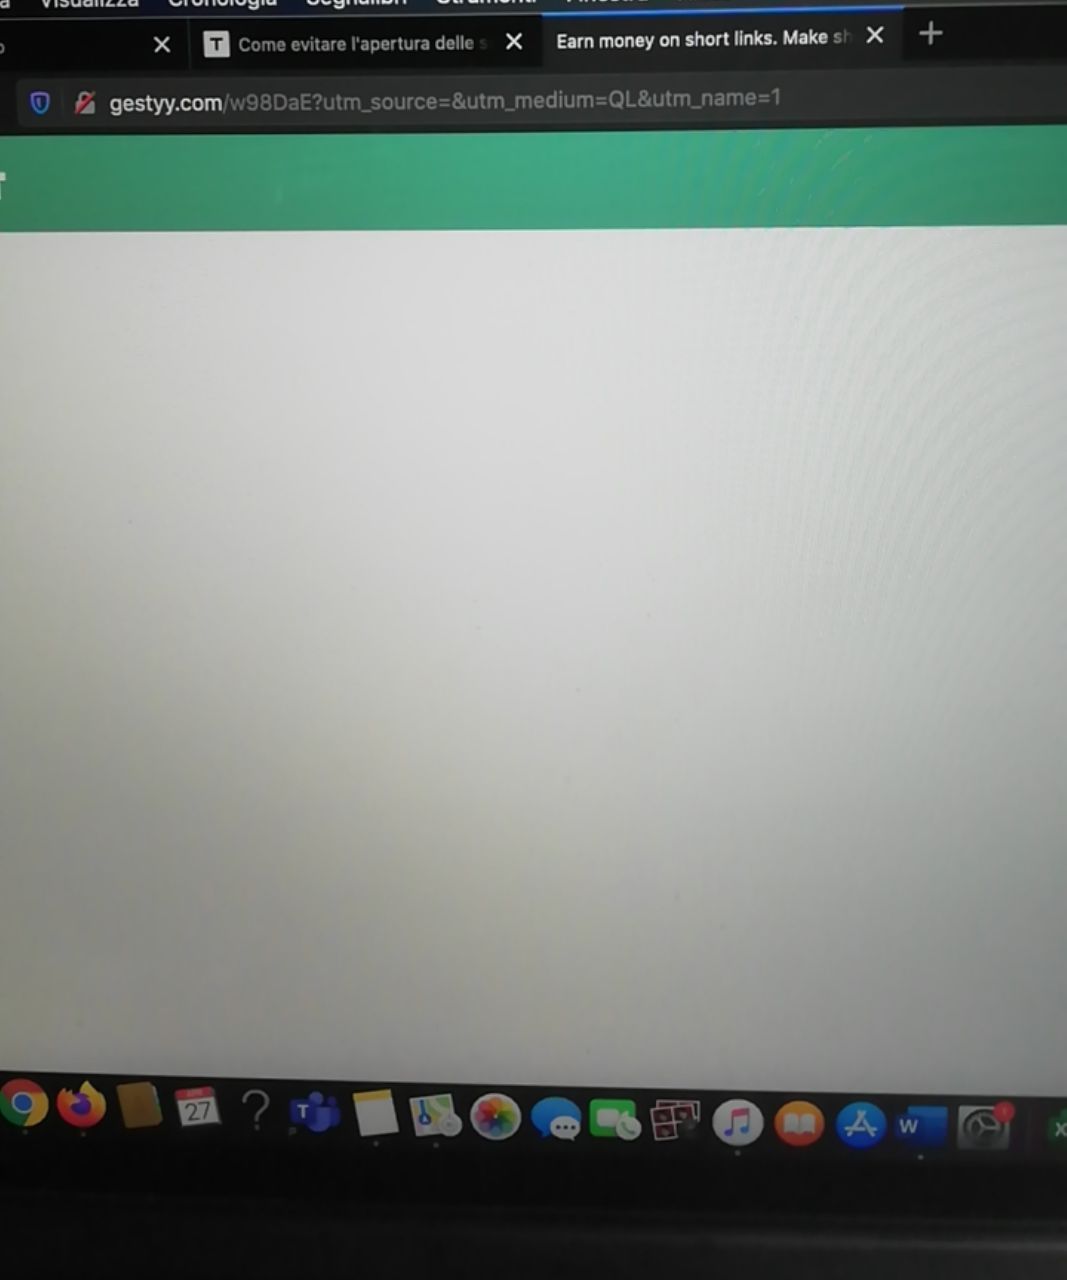 Visualizza Cronologia Segnalibri Strumenti
T Come evitare l'apertura delle s
Earn money on short links. Make sh
gestyy.com/w98DaE?utm_source=&utm_medium=QL&utm_name=1
T
27
?
T
W
X